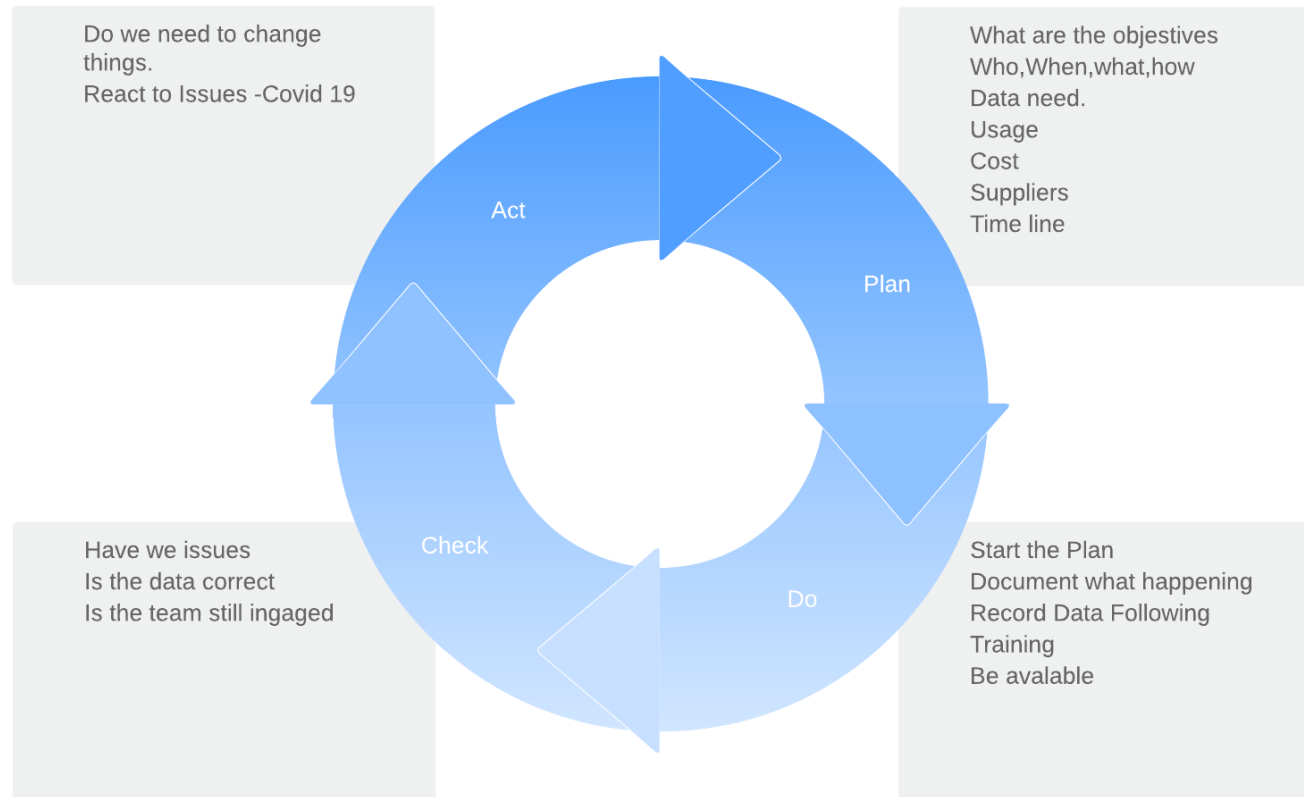 Do we need to change
things.
React to Issues -Covid 19
What are the objestives
Who,When,what,how
Data need.
Usage
Cost
Suppliers
Time line
Act
Plan
Check
Do
Have we issues
Is the data correct
Is the team still ingaged
Start the Plan
Document what happening
Record Data Following
Training
Be avalable